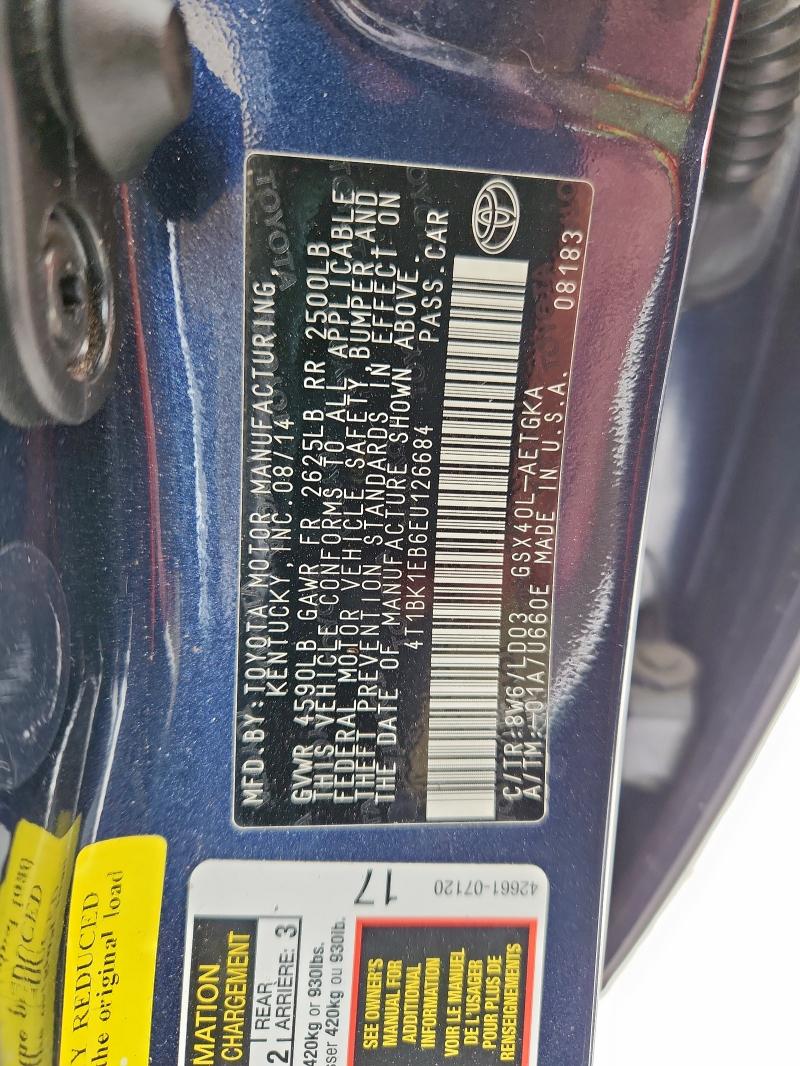 MFD.BY:TOYOTA MOTOR MANUFACTURING,
KENTUCKY,INC. 08/14
GVWR 4590LB GAWR FR 2625LB RR 2500LB
THIS VEHICLE CONFORMS TO ALL APPLICABLE
FEDERAL MOTOR VEHICLE SAFETY, BUMPER AND
THEFT PREVENTION STANDARDS IN EFFECT ON
THE DATE OF MANUFACTURE SHOWN ABOVE.
4T1BK1EB6EU126684 PASS.CAR
C/TR:8W6/LD03 GSX40L-AETGKA
A/TM:-01A/U660E MADE IN U.S.A. 08183
Y REDUCED
the original load
MATION
CHARGEMENT
2 REAR
ARRIÈRE: 3
420kg or 930lbs.
sser 420kg ou 930lb.
SEE OWNER'S
MANUAL FOR
ADDITIONAL
INFORMATION
VOIR LE MANUEL
DE L'USAGER
POUR PLUS DE
RENSEIGNEMENTS
17
42661-07120